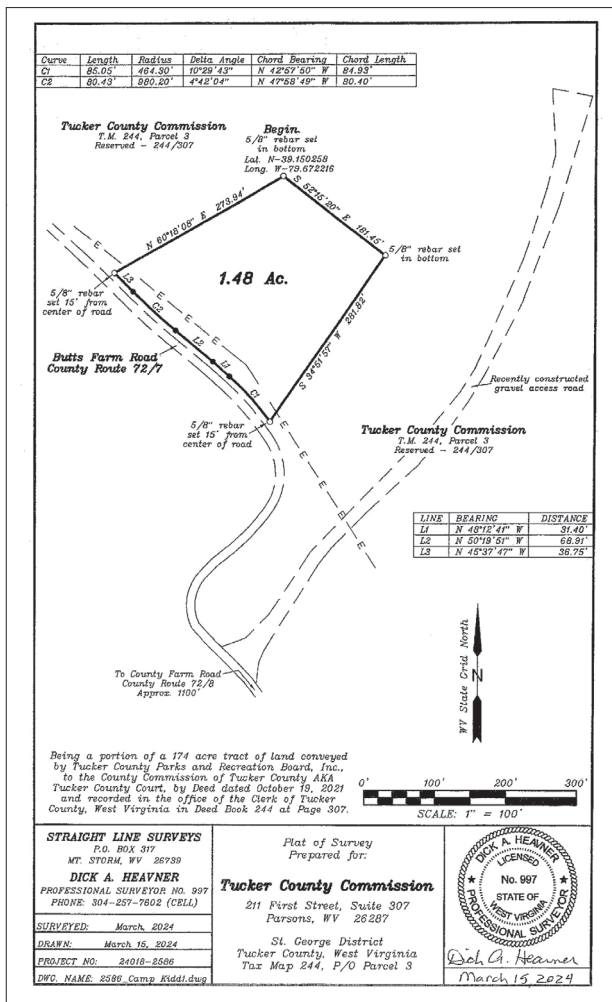 Curve Length Radius Delta Angle Chord Bearing Chord Length
C1 85.05' 464.30' 10°29'43" N 42°57'50" W 84.93'
C2 80.43' 980.20' 4°42'04" N 47°58'49" W 80.40'
Tucker County Commission
T.M. 244, Parcel 3
Reserved - 244/307
Begin.
5/8" rebar set
in bottom
Lat. N-39.150258
Long. W-79.672216
S 52°15'20" E 181.45'
N 60°18'08" E 273.94'
5/8" rebar set
in bottom
1.48 Ac.
S 34°51'57" W 281.82'
E
E
E
E
E
E
L3
C2
L2
L1
C1
5/8" rebar
set 15' from
center of road
Butts Farm Road
County Route 72/7
5/8" rebar
set 15' from
center of road
Recently constructed
gravel access road
Tucker County Commission
T.M. 244, Parcel 3
Reserved - 244/307
E
E
E
E
LINE BEARING DISTANCE
L1 N 48°12'41" W 31.40'
L2 N 50°19'51" W 68.91'
L3 N 45°37'47" W 36.75'
WV State Grid North
N
To County Farm Road
County Route 72/8
Approx. 1100'
Being a portion of a 174 acre tract of land conveyed
by Tucker County Parks and Recreation Board, Inc.,
to the County Commission of Tucker County AKA
Tucker County Court, by Deed dated October 19, 2021
and recorded in the office of the Clerk of Tucker
County, West Virginia in Deed Book 244 at Page 307.
0' 100' 200' 300'
SCALE: 1" = 100'
STRAIGHT LINE SURVEYS
P.O. BOX 317
MT. STORM, WV 26739
DICK A. HEAVNER
PROFESSIONAL SURVEYOR NO. 997
PHONE: 304-257-7602 (CELL)
SURVEYED: March, 2024
DRAWN: March 15, 2024
PROJECT NO: 24018-2586
DWG. NAME: 2586_Camp Kidd1.dwg
Plat of Survey
Prepared for:
Tucker County Commission
211 First Street, Suite 307
Parsons, WV 26287
St. George District
Tucker County, West Virginia
Tax Map 244, P/O Parcel 3
DICK A. HEAVNER
LICENSED
No. 997
STATE OF
WEST VIRGINIA
PROFESSIONAL SURVEYOR
Dick A. Heavner
March 15 2024